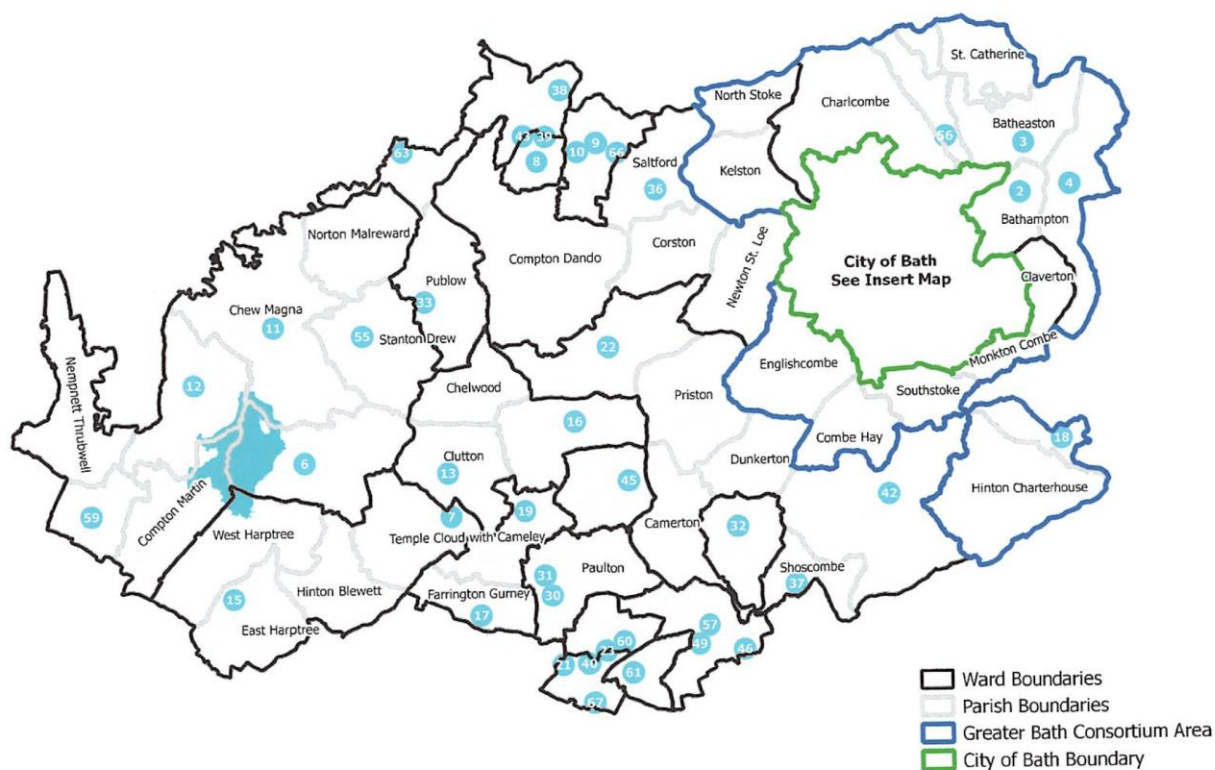 St. Catherine
38
North Stoke
Charlcombe
Batheaston
56
3
43
39
9
63
8
10
66
Saltford
Kelston
36
2
4
Bathampton
Norton Malreward
Corston
Newton St. Loe
Compton Dando
City of Bath
See Insert Map
Claverton
Publow
Chew Magna
33
11
55
Stanton Drew
22
Monkton Combe
Englishcombe
Nempnett Thrubwell
12
Chelwood
Southstoke
Priston
16
Combe Hay
18
6
Clutton
13
Dunkerton
45
Hinton Charterhouse
42
Compton Martin
59
7
19
32
West Harptree
Temple Cloud with Cameley
Camerton
31
Paulton
Shoscombe
37
Hinton Blewett
Farrington Gurney
30
15
17
East Harptree
57
60
49
46
23
21
40
61
67
Ward Boundaries
Parish Boundaries
Greater Bath Consortium Area
City of Bath Boundary